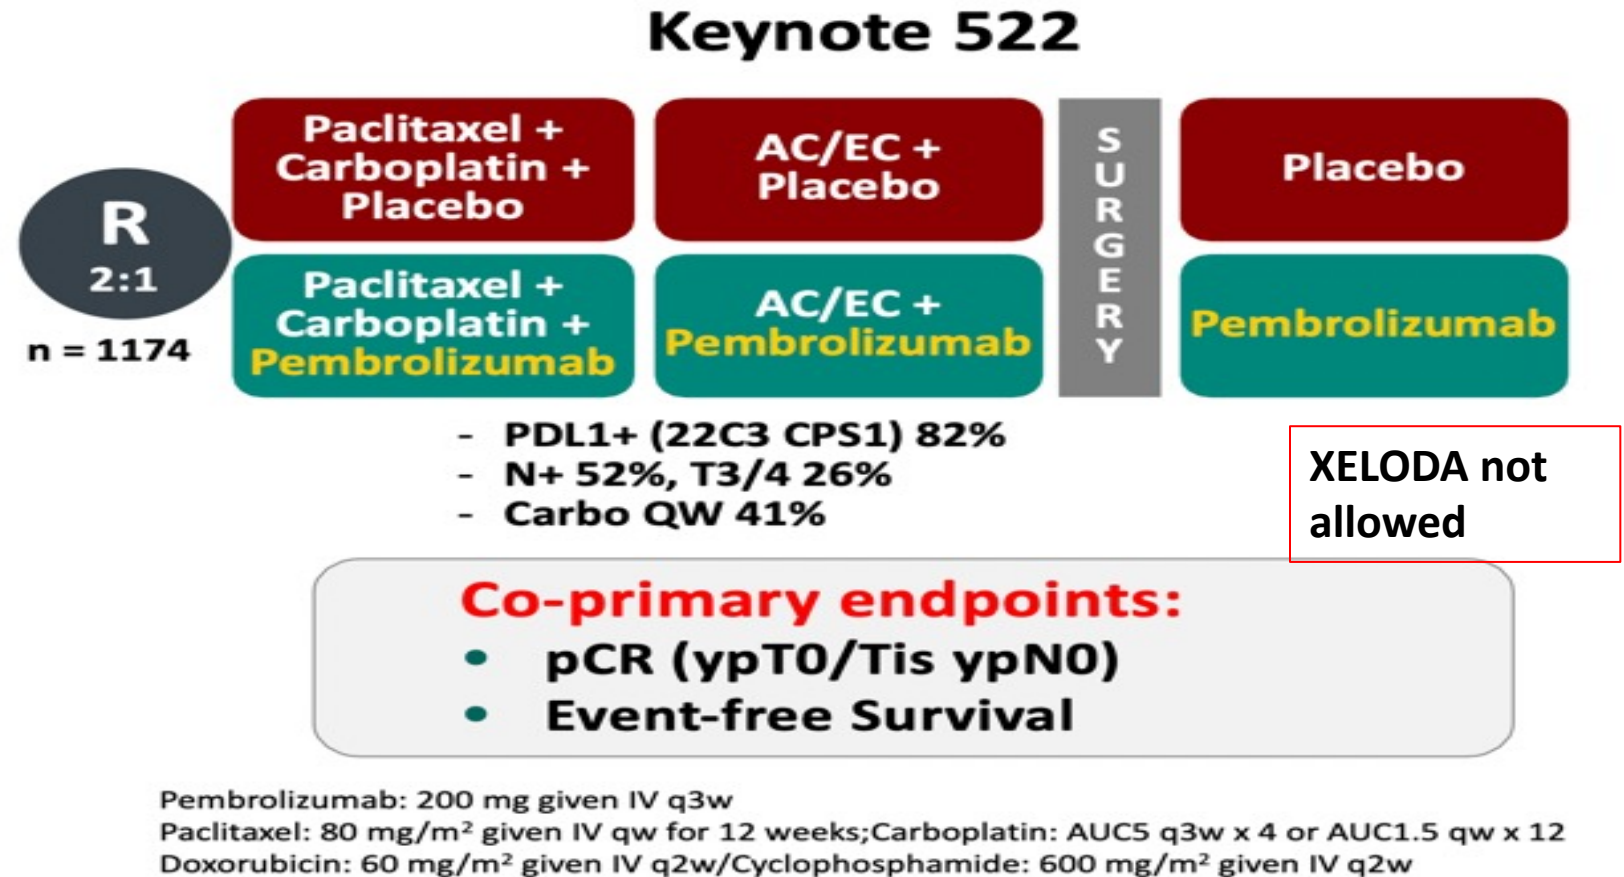 Keynote 522
R
2:1
n = 1174
Paclitaxel +
Carboplatin +
Placebo
AC/EC +
Placebo
SURGERY
Placebo
Paclitaxel +
Carboplatin +
Pembrolizumab
AC/EC +
Pembrolizumab
Pembrolizumab
- PDL1+ (22C3 CPS1) 82%
- N+ 52%, T3/4 26%
- Carbo QW 41%
XELODA not
allowed
Co-primary endpoints:
• pCR (ypT0/Tis ypN0)
• Event-free Survival
Pembrolizumab: 200 mg given IV q3w
Paclitaxel: 80 mg/m² given IV qw for 12 weeks;Carboplatin: AUC5 q3w x 4 or AUC1.5 qw x 12
Doxorubicin: 60 mg/m² given IV q2w/Cyclophosphamide: 600 mg/m² given IV q2w